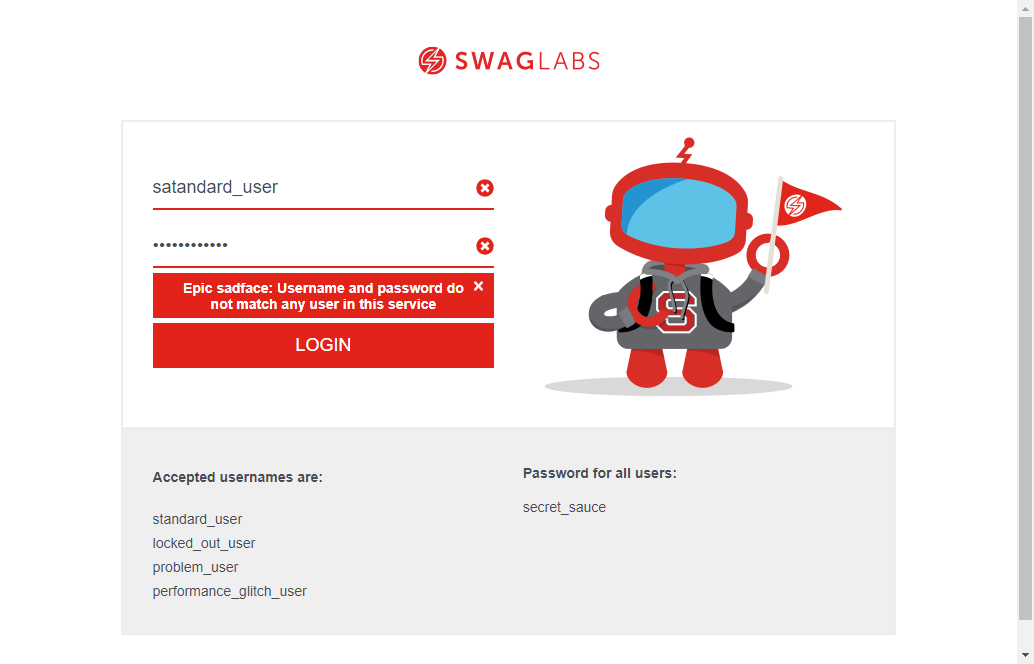 SWAGLABS
satandard_user
••••••••••••
Epic sadface: Username and password do
not match any user in this service
LOGIN
S
Accepted usernames are:
standard_user
locked_out_user
problem_user
performance_glitch_user
Password for all users:
secret_sauce